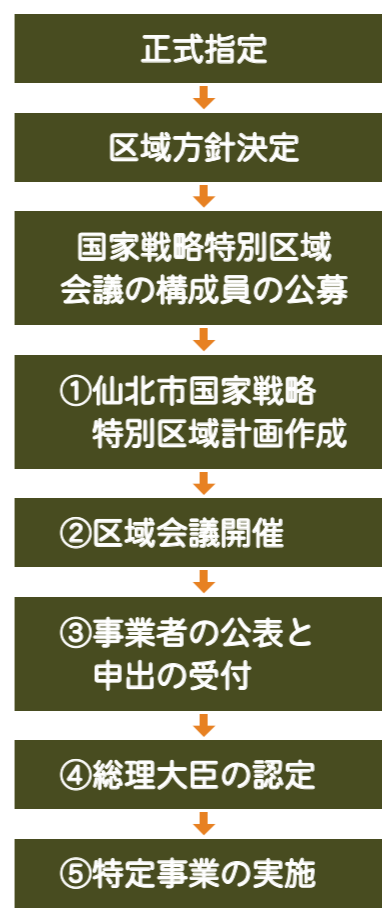 正式指定
区域方針決定
国家戦略特別区域
会議の構成員の公募
①仙北市国家戦略
特別区域計画作成
②区域会議開催
③事業者の公表と
申出の受付
④総理大臣の認定
⑤特定事業の実施